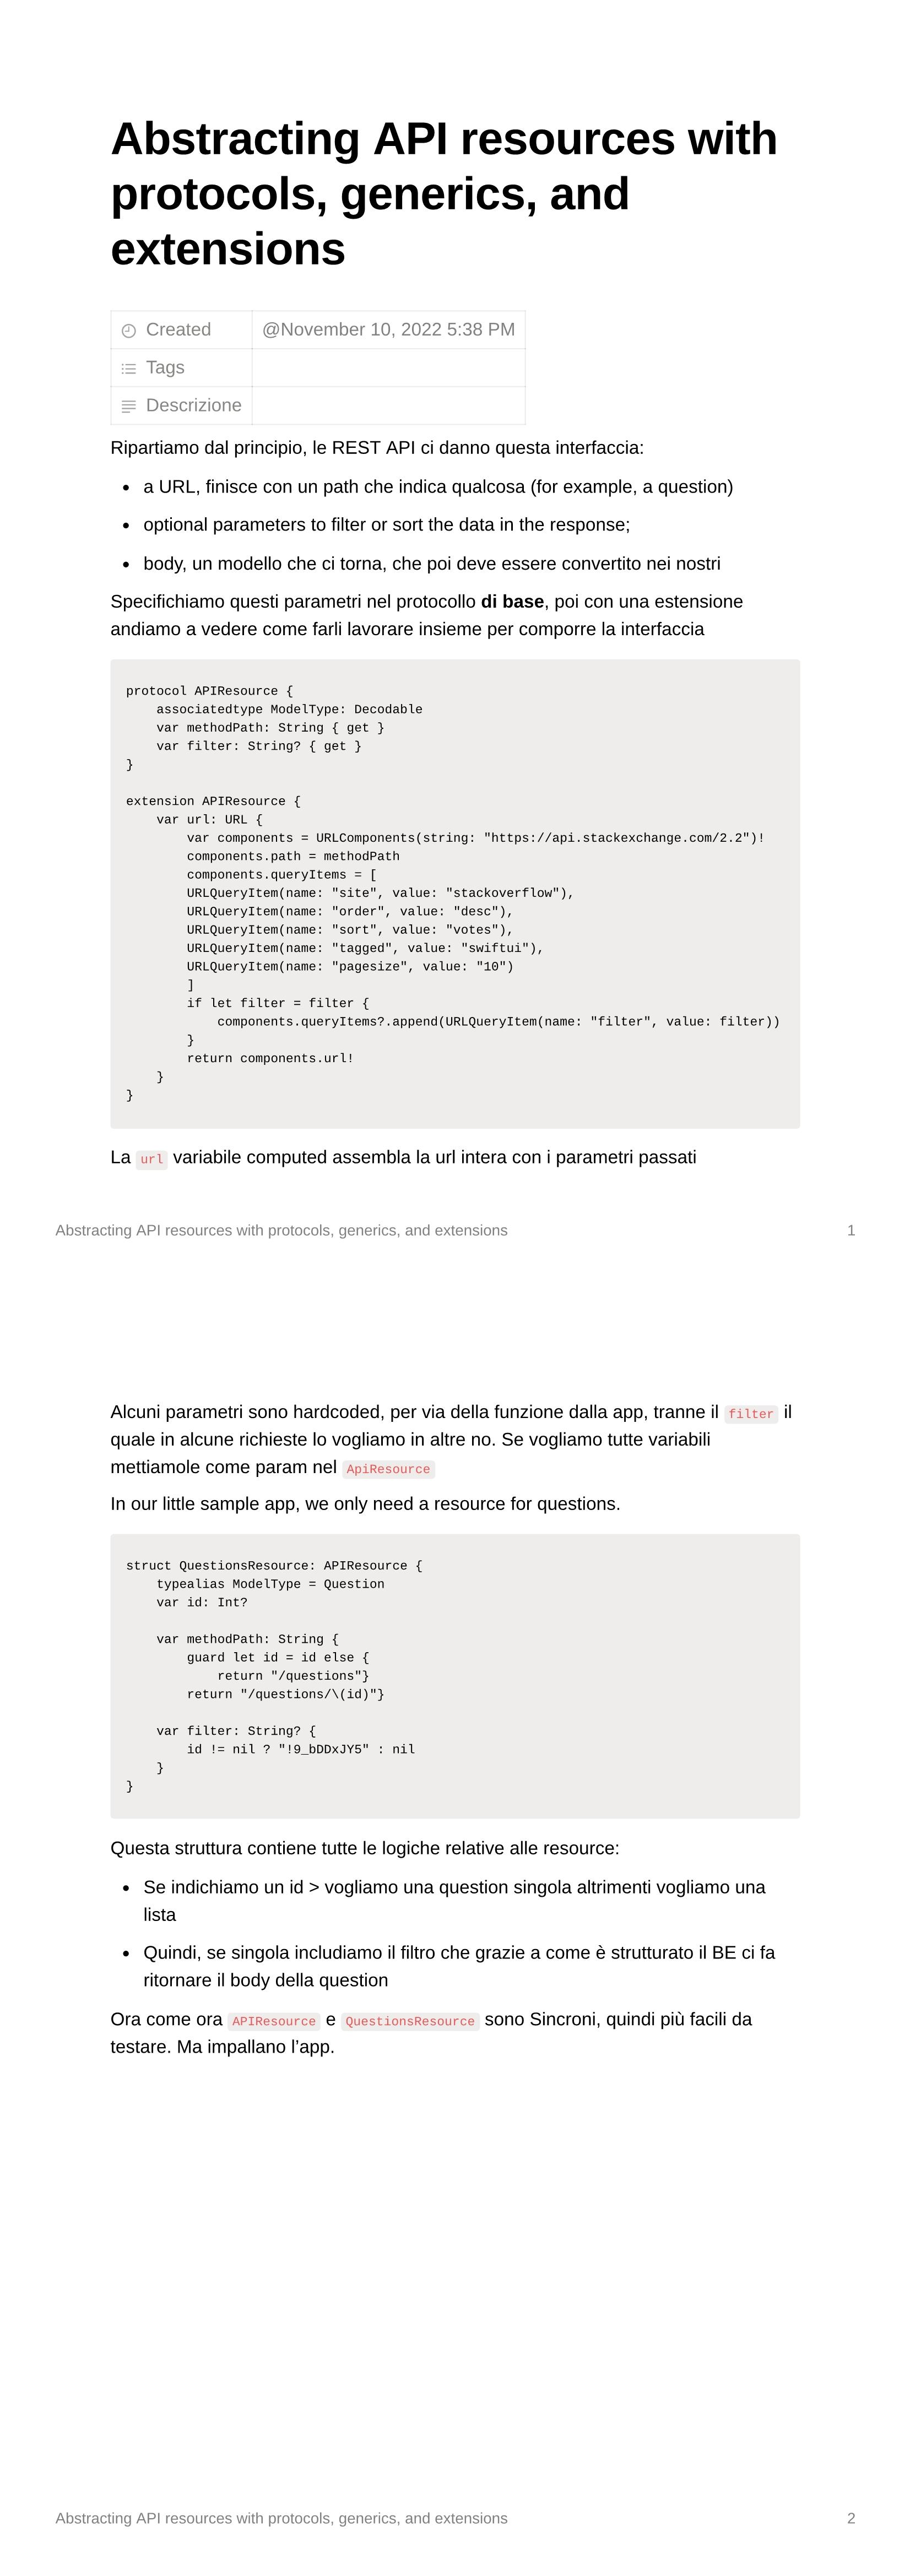 Abstracting API resources with
protocols, generics, and
extensions
Created @November 10, 2022 5:38 PM
Tags
Descrizione
Ripartiamo dal principio, le REST API ci danno questa interfaccia:
• a URL, finisce con un path che indica qualcosa (for example, a question)
• optional parameters to filter or sort the data in the response;
• body, un modello che ci torna, che poi deve essere convertito nei nostri
Specifichiamo questi parametri nel protocollo di base, poi con una estensione
andiamo a vedere come farli lavorare insieme per comporre la interfaccia
protocol APIResource {
    associatedtype ModelType: Decodable
    var methodPath: String { get }
    var filter: String? { get }
}
extension APIResource {
    var url: URL {
        var components = URLComponents(string: "https://api.stackexchange.com/2.2")!
        components.path = methodPath
        components.queryItems = [
        URLQueryItem(name: "site", value: "stackoverflow"),
        URLQueryItem(name: "order", value: "desc"),
        URLQueryItem(name: "sort", value: "votes"),
        URLQueryItem(name: "tagged", value: "swiftui"),
        URLQueryItem(name: "pagesize", value: "10")
        ]
        if let filter = filter {
            components.queryItems?.append(URLQueryItem(name: "filter", value: filter))
        }
        return components.url!
    }
}
La url variabile computed assembla la url intera con i parametri passati
Abstracting API resources with protocols, generics, and extensions 1
Alcuni parametri sono hardcoded, per via della funzione dalla app, tranne il filter il
quale in alcune richieste lo vogliamo in altre no. Se vogliamo tutte variabili
mettiamole come param nel ApiResource
In our little sample app, we only need a resource for questions.
struct QuestionsResource: APIResource {
    typealias ModelType = Question
    var id: Int?
    var methodPath: String {
        guard let id = id else {
            return "/questions"}
        return "/questions/\(id)"}
    var filter: String? {
        id != nil ? "!9_bDDxJY5" : nil
    }
}
Questa struttura contiene tutte le logiche relative alle resource:
• Se indichiamo un id > vogliamo una question singola altrimenti vogliamo una
lista
• Quindi, se singola includiamo il filtro che grazie a come è strutturato il BE ci fa
ritornare il body della question
Ora come ora APIResource e QuestionsResource sono Sincroni, quindi più facili da
testare. Ma impallano l’app.
Abstracting API resources with protocols, generics, and extensions 2